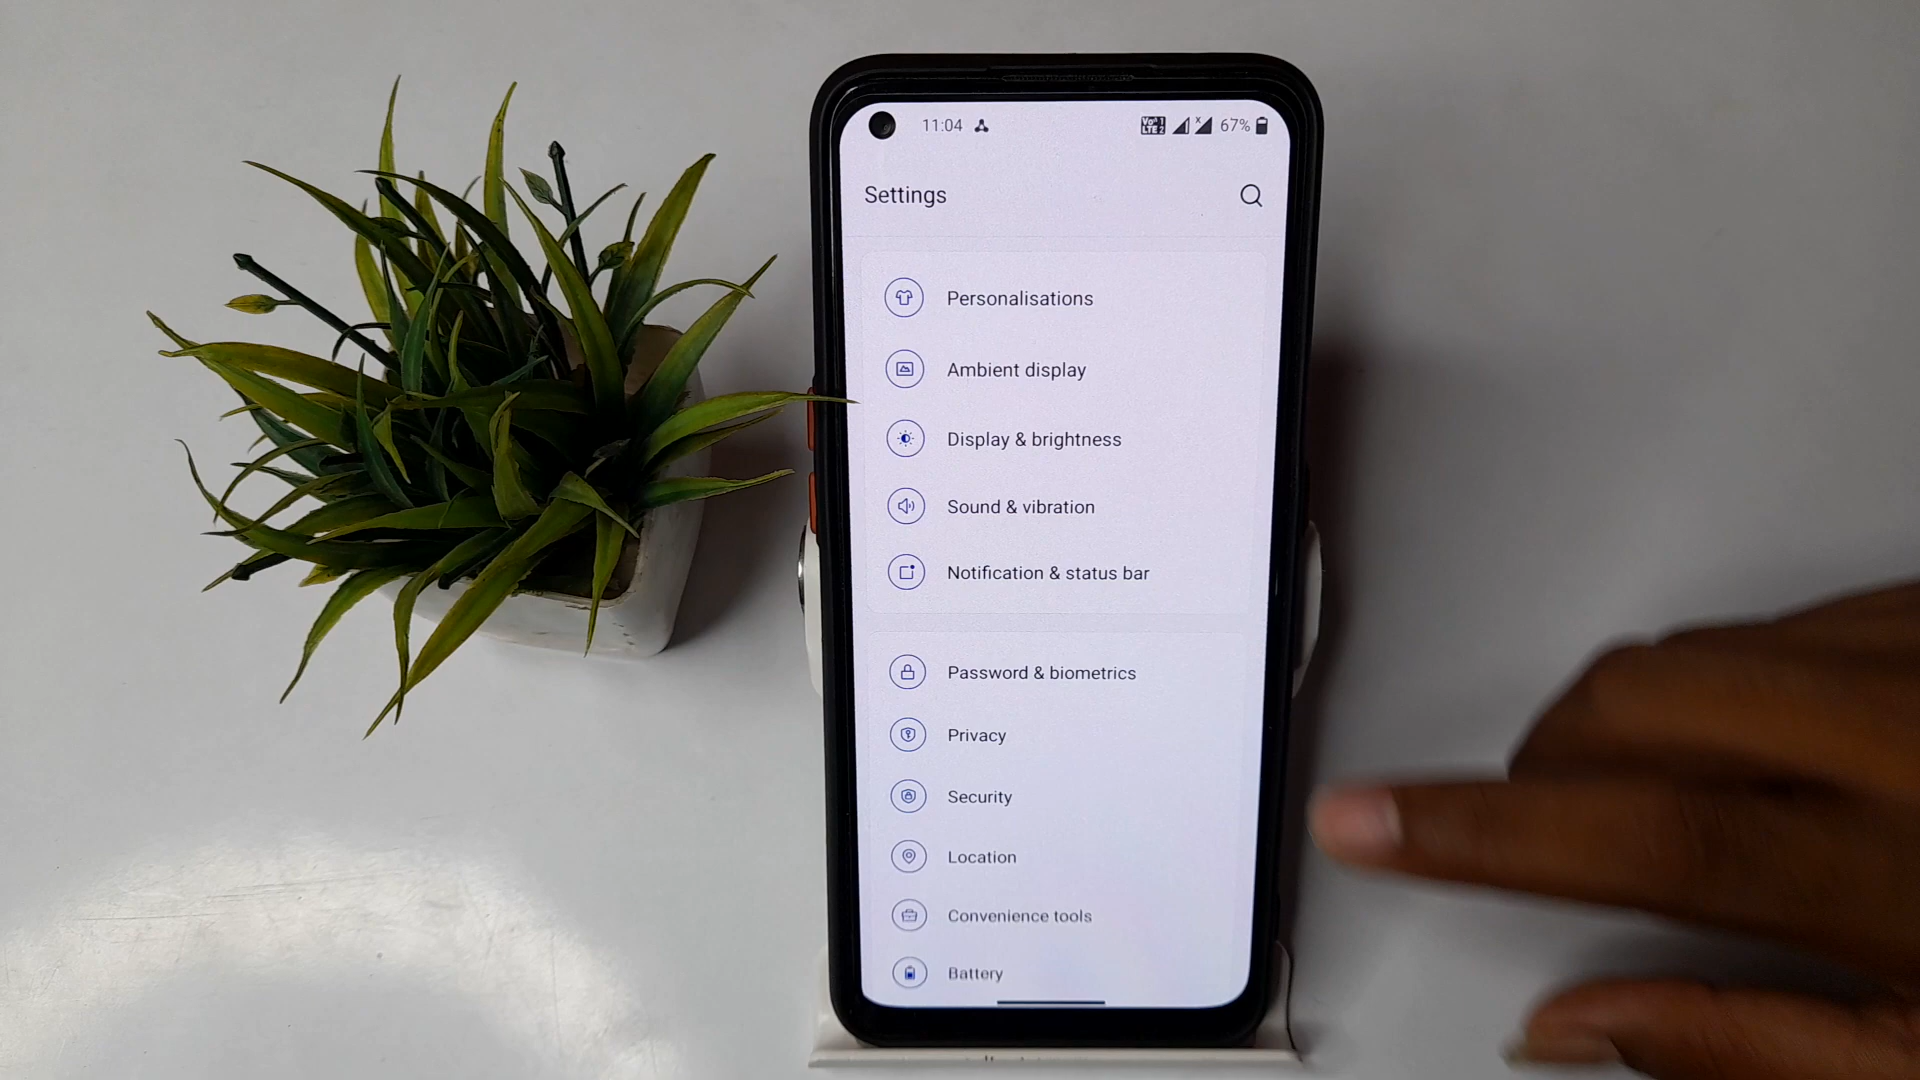 11:04
67%
Settings
Personalisations
Ambient display
Display & brightness
Sound & vibration
Notification & status bar
Password & biometrics
Privacy
Security
Location
Convenience tools
Battery